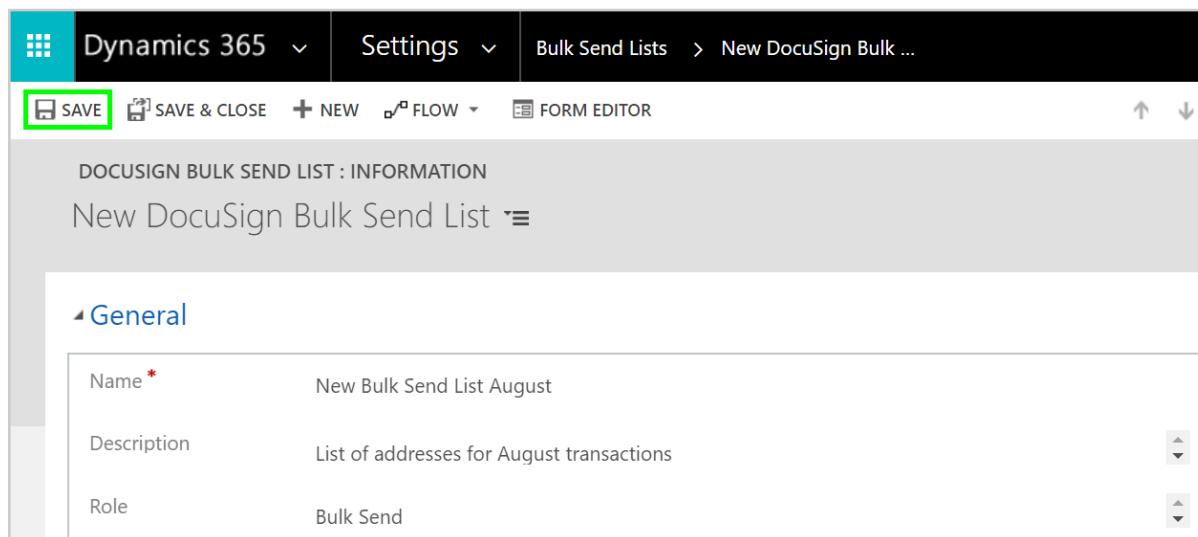 Dynamics 365 Settings Bulk Send Lists > New DocuSign Bulk ...
SAVE SAVE & CLOSE NEW FLOW FORM EDITOR
DOCUSIGN BULK SEND LIST : INFORMATION
New DocuSign Bulk Send List
General
Name * New Bulk Send List August
Description List of addresses for August transactions
Role Bulk Send